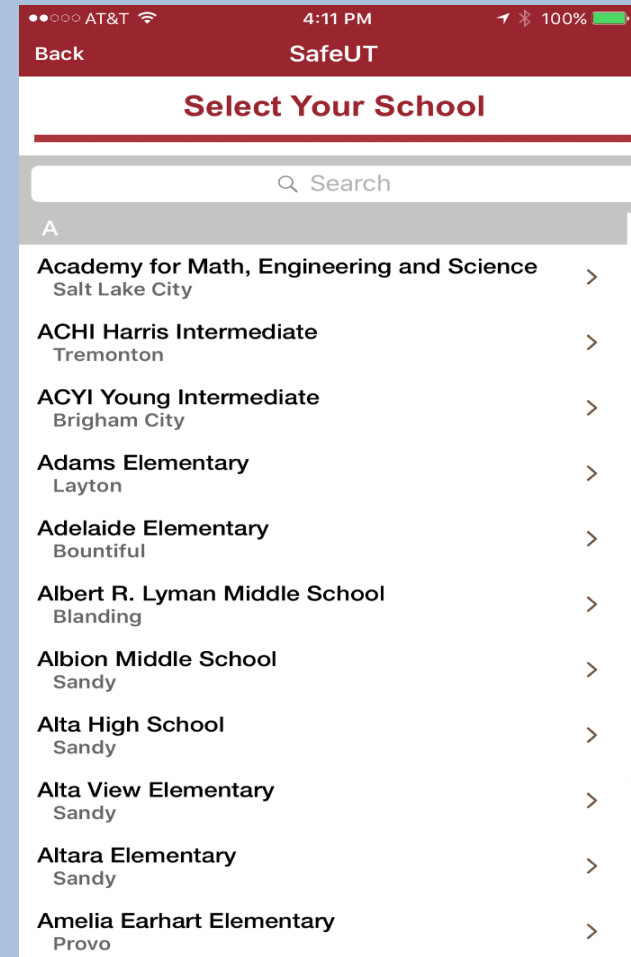 AT&T 4:11 PM 100%
Back SafeUT
Select Your School
Search
A
Academy for Math, Engineering and Science
Salt Lake City
ACHI Harris Intermediate
Tremonton
ACYI Young Intermediate
Brigham City
Adams Elementary
Layton
Adelaide Elementary
Bountiful
Albert R. Lyman Middle School
Blanding
Albion Middle School
Sandy
Alta High School
Sandy
Alta View Elementary
Sandy
Altara Elementary
Sandy
Amelia Earhart Elementary
Provo